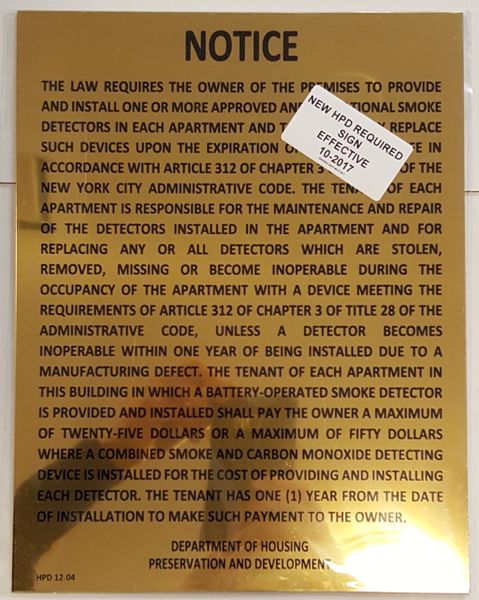 NOTICE
THE LAW REQUIRES THE OWNER OF THE PREMISES TO PROVIDE
AND INSTALL ONE OR MORE APPROVED AND OPERATIONAL SMOKE
DETECTORS IN EACH APARTMENT AND REPLACE
SUCH DEVICES UPON THE EXPIRATION OF IN
ACCORDANCE WITH ARTICLE 312 OF CHAPTER 3 OF THE
NEW YORK CITY ADMINISTRATIVE CODE. THE TENANT OF EACH
APARTMENT IS RESPONSIBLE FOR THE MAINTENANCE AND REPAIR
OF THE DETECTORS INSTALLED IN THE APARTMENT AND FOR
REPLACING ANY OR ALL DETECTORS WHICH ARE STOLEN,
REMOVED, MISSING OR BECOME INOPERABLE DURING THE
OCCUPANCY OF THE APARTMENT WITH A DEVICE MEETING THE
REQUIREMENTS OF ARTICLE 312 OF CHAPTER 3 OF TITLE 28 OF THE
ADMINISTRATIVE CODE, UNLESS A DETECTOR BECOMES
INOPERABLE WITHIN ONE YEAR OF BEING INSTALLED DUE TO A
MANUFACTURING DEFECT. THE TENANT OF EACH APARTMENT IN
THIS BUILDING IN WHICH A BATTERY-OPERATED SMOKE DETECTOR
IS PROVIDED AND INSTALLED SHALL PAY THE OWNER A MAXIMUM
OF TWENTY-FIVE DOLLARS OR A MAXIMUM OF FIFTY DOLLARS
WHERE A COMBINED SMOKE AND CARBON MONOXIDE DETECTING
DEVICE IS INSTALLED FOR THE COST OF PROVIDING AND INSTALLING
EACH DETECTOR. THE TENANT HAS ONE (1) YEAR FROM THE DATE
OF INSTALLATION TO MAKE SUCH PAYMENT TO THE OWNER.
DEPARTMENT OF HOUSING
PRESERVATION AND DEVELOPMENT
HPD 12.04
NEW HPD REQUIRED
SIGN
EFFECTIVE
10-2017